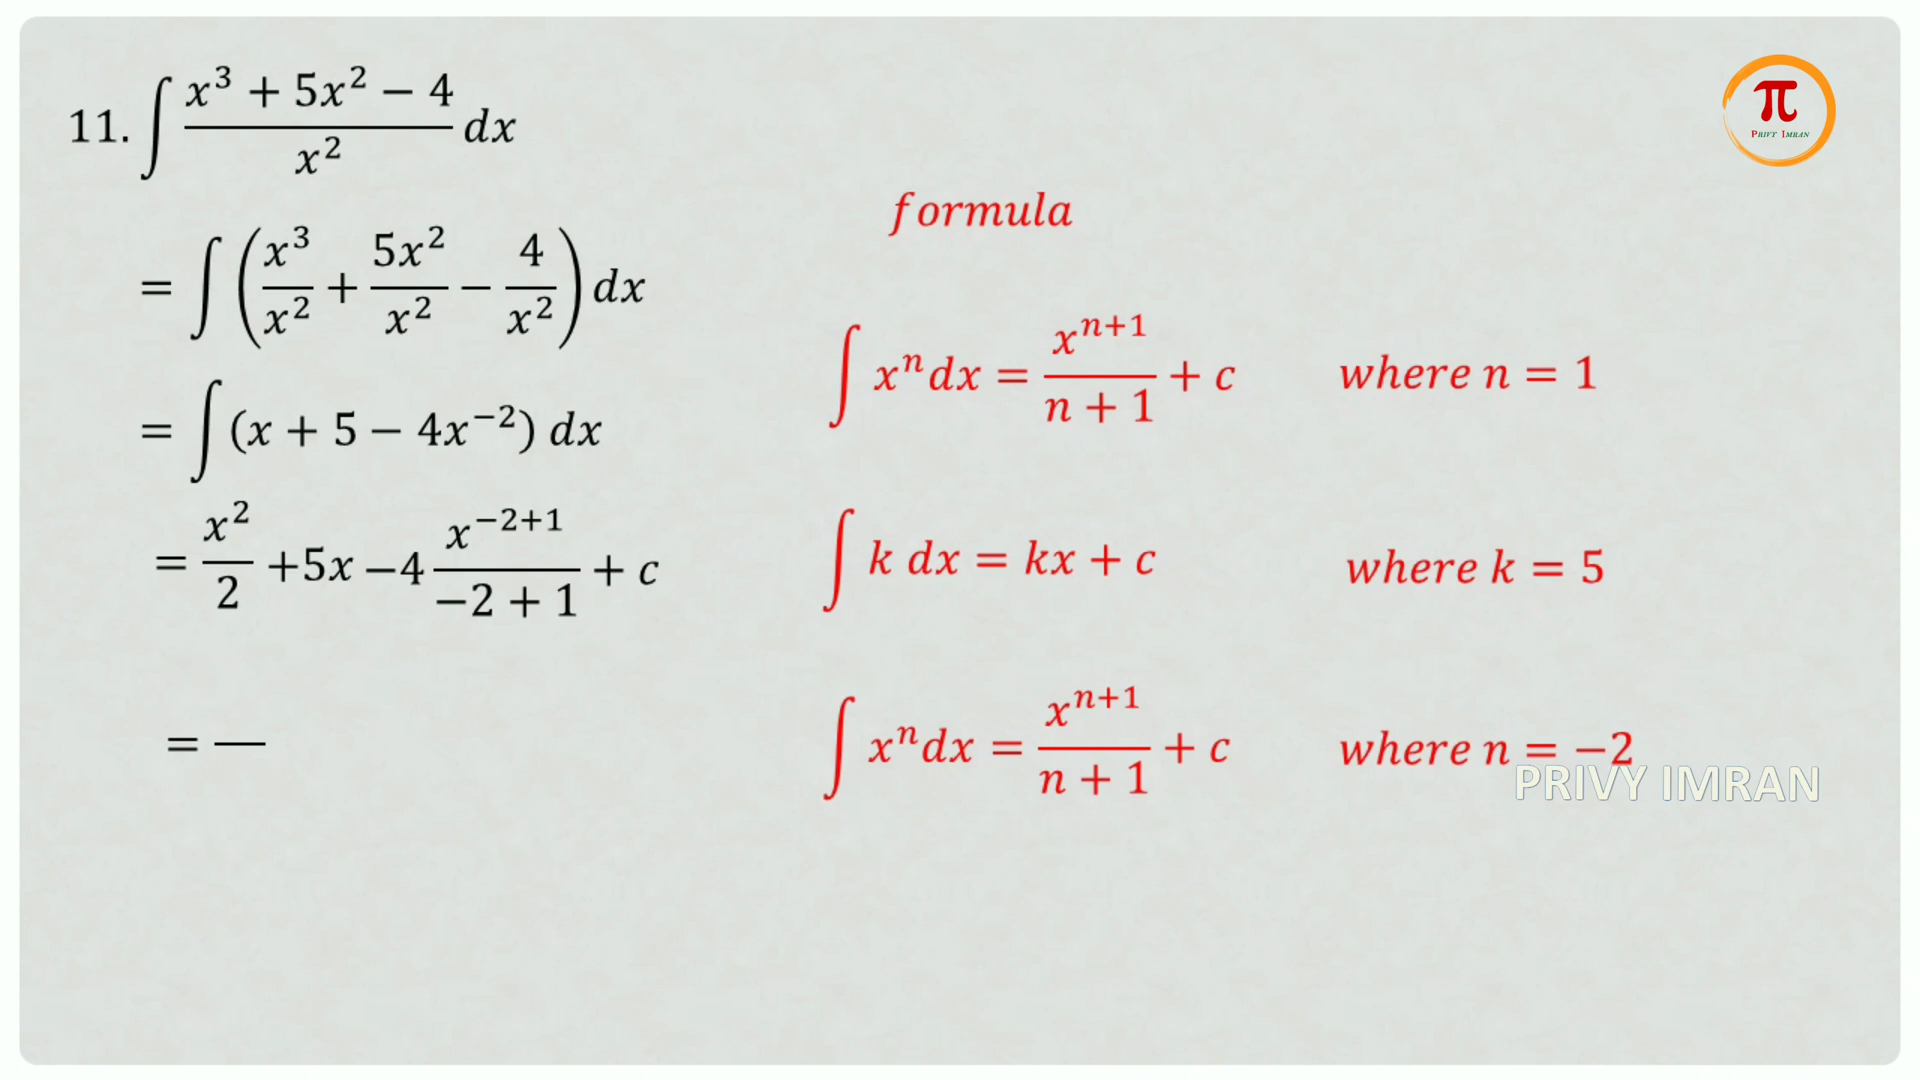 11. ∫ (x³ + 5x² − 4)/x² dx
= ∫ (x³/x² + 5x²/x² − 4/x²) dx
= ∫ (x + 5 − 4x⁻²) dx
= x²/2 +5x −4 x⁻²⁺¹/(−2 + 1) + c
= —
formula
∫ xⁿdx = xⁿ⁺¹/(n + 1) + c where n = 1
∫ k dx = kx + c where k = 5
∫ xⁿdx = xⁿ⁺¹/(n + 1) + c where n = −2
PRIVY IMRAN
π
PRIVY IMRAN